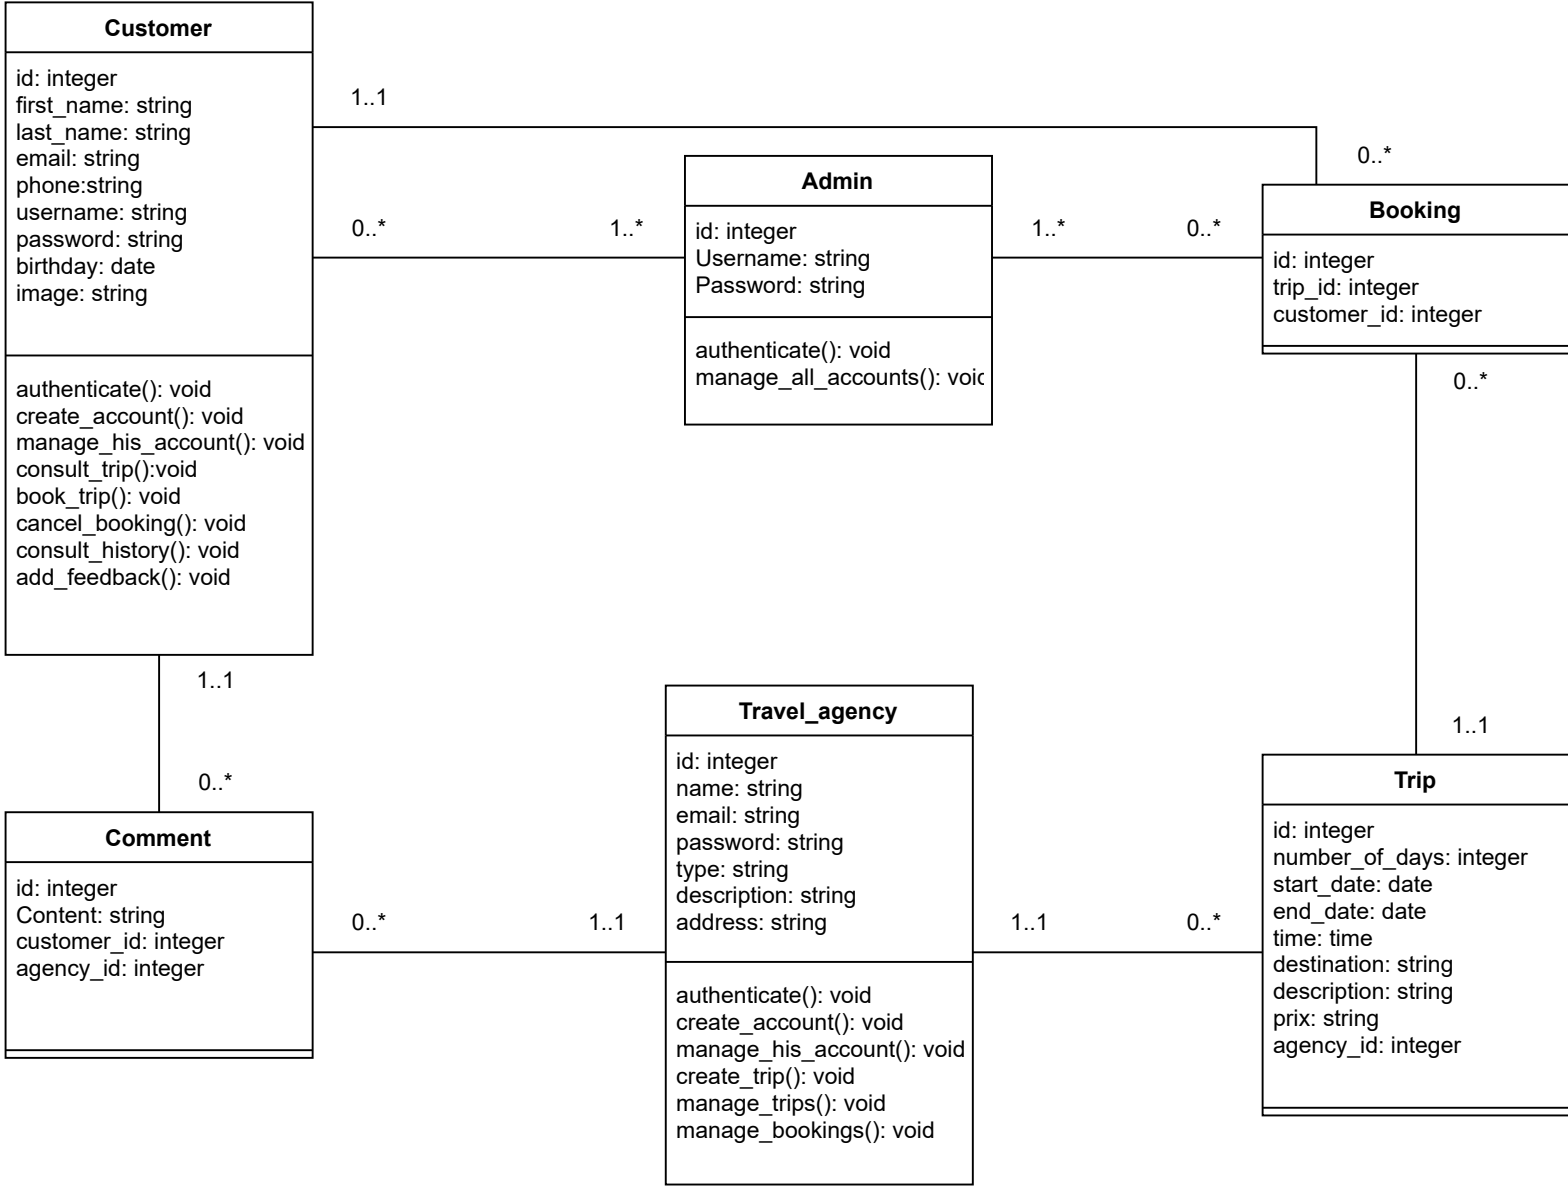 Customer
id: integer
first_name: string
last_name: string
email: string
phone:string
username: string
password: string
birthday: date
image: string
authenticate(): void
create_account(): void
manage_his_account(): void
consult_trip():void
book_trip(): void
cancel_booking(): void
consult_history(): void
add_feedback(): void
1..1
0..*
0..*
1..*
Admin
id: integer
Username: string
Password: string
authenticate(): void
manage_all_accounts(): void
1..*
0..*
Booking
id: integer
trip_id: integer
customer_id: integer
0..*
1..1
1..1
0..*
Comment
id: integer
Content: string
customer_id: integer
agency_id: integer
0..*
1..1
Travel_agency
id: integer
name: string
email: string
password: string
type: string
description: string
address: string
authenticate(): void
create_account(): void
manage_his_account(): void
create_trip(): void
manage_trips(): void
manage_bookings(): void
1..1
0..*
Trip
id: integer
number_of_days: integer
start_date: date
end_date: date
time: time
destination: string
description: string
prix: string
agency_id: integer